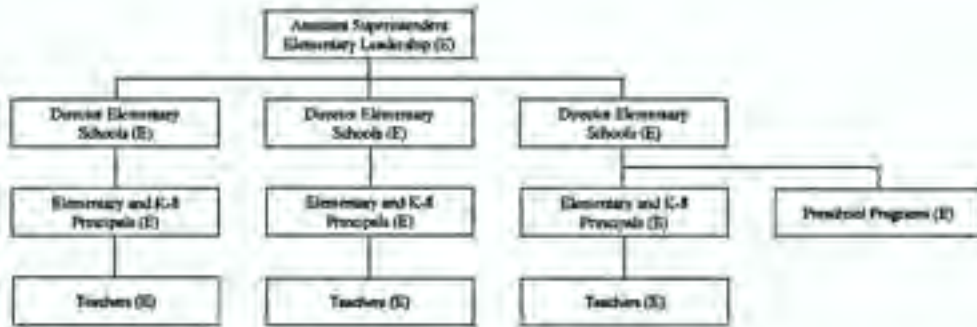 Assistant Superintendent
Elementary Leadership (E)
Director Elementary
Schools (E)
Director Elementary
Schools (E)
Director Elementary
Schools (E)
Elementary and K-8
Principals (E)
Elementary and K-8
Principals (E)
Elementary and K-8
Principals (E)
Preschool Programs (E)
Teachers (E)
Teachers (E)
Teachers (E)